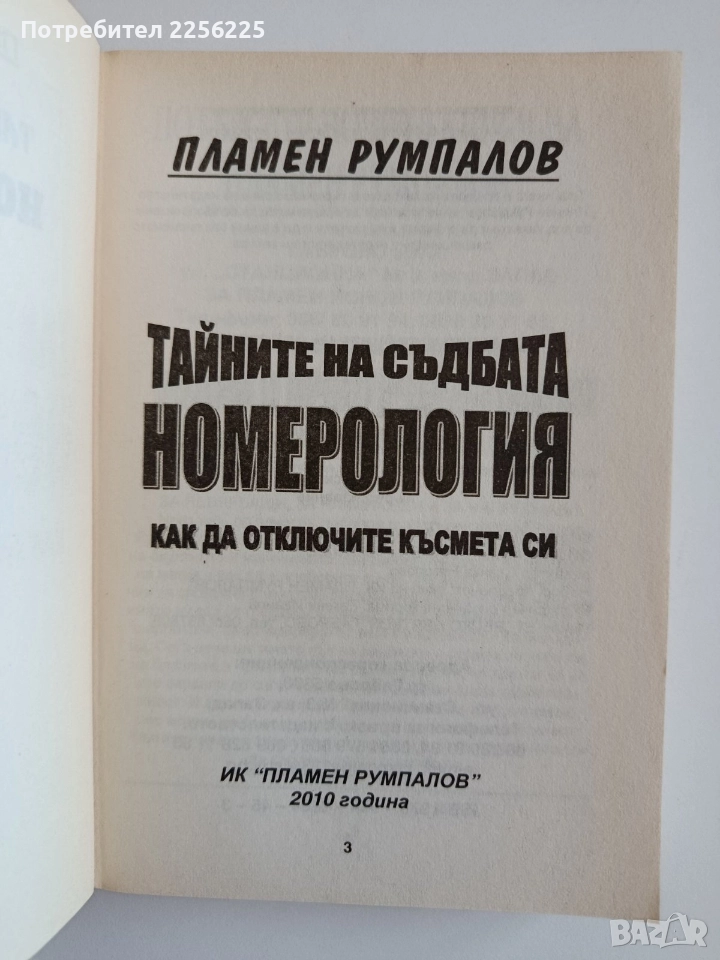 Потребител 2256225
ПЛАМЕН РУМПАЛОВ
ТАЙНИТЕ НА СЪДБАТА
НОМЕРОЛОГИЯ
КАК ДА ОТКЛЮЧИТЕ КЪСМЕТА СИ
ИК "ПЛАМЕН РУМПАЛОВ"
2010 година
3
BAZAR